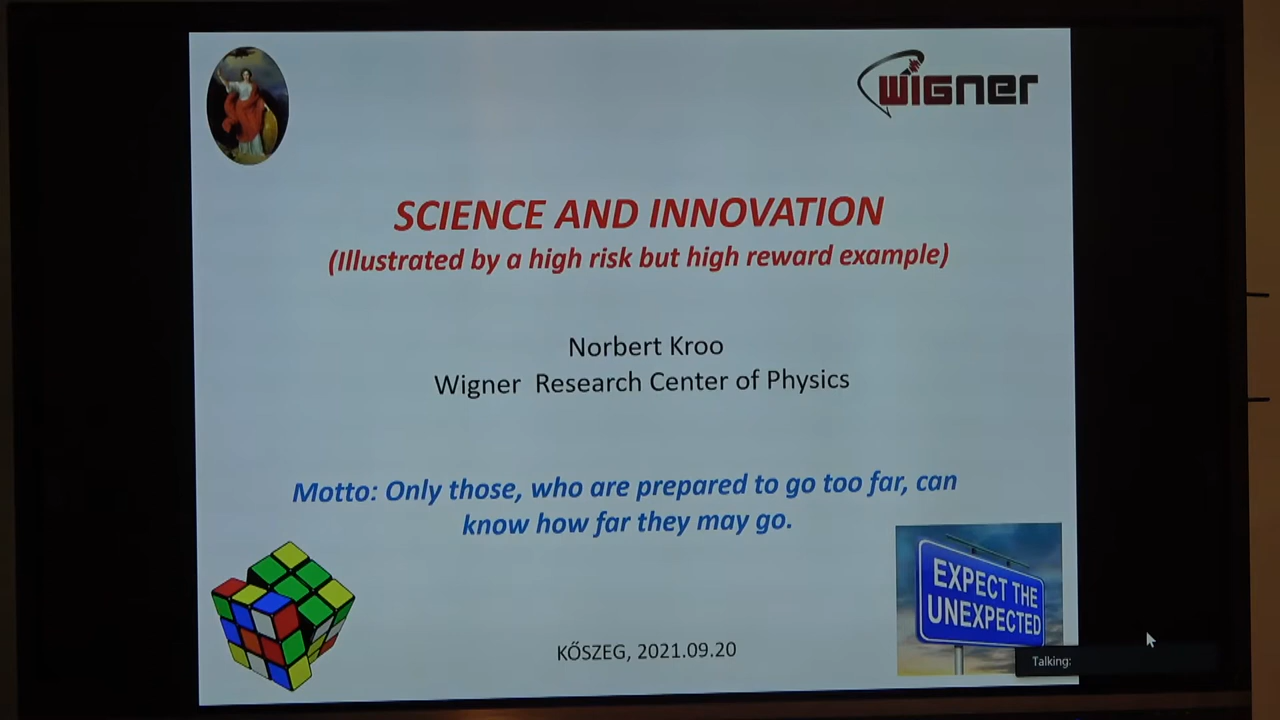 wigner
SCIENCE AND INNOVATION
(Illustrated by a high risk but high reward example)
Norbert Kroo
Wigner Research Center of Physics
Motto: Only those, who are prepared to go too far, can
know how far they may go.
EXPECT THE
UNEXPECTED
KŐSZEG, 2021.09.20
Talking: